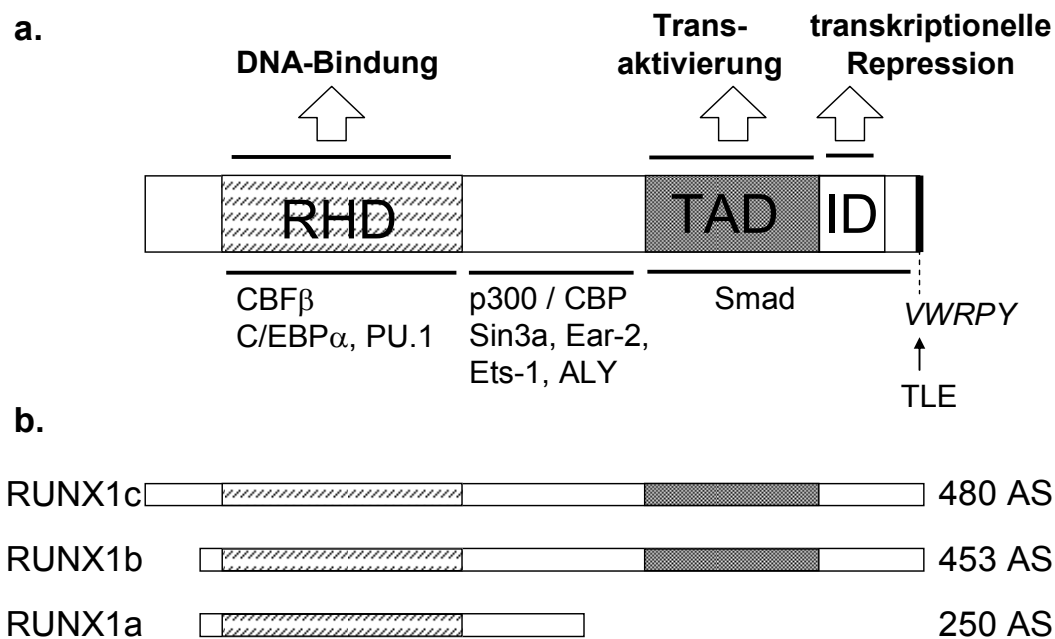 a.
DNA-Bindung
Trans-
aktivierung
transkriptionelle
Repression
RHD
TAD
ID
CBFβ
C/EBPα, PU.1
p300 / CBP
Sin3a, Ear-2,
Ets-1, ALY
Smad
VWRPY
TLE
b.
RUNX1c 480 AS
RUNX1b 453 AS
RUNX1a 250 AS